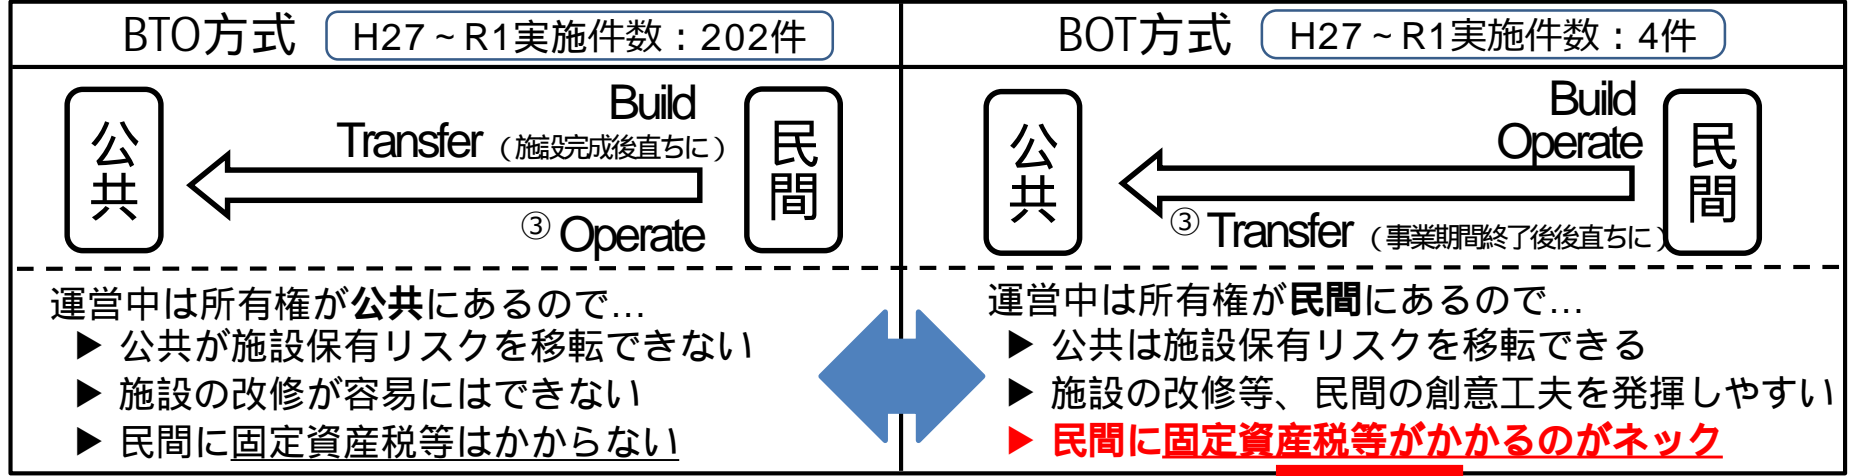 BTO方式 H27~R1実施件数:202件
公共
Build
Transfer(施設完成後直ちに)
③Operate
民間
運営中は所有権が公共にあるので…
▶ 公共が施設保有リスクを移転できない
▶ 施設の改修が容易にはできない
▶ 民間に固定資産税等はかからない
BOT方式 H27~R1実施件数:4件
公共
Build
Operate
③Transfer(事業期間終了後後直ちに)
民間
運営中は所有権が民間にあるので…
▶ 公共は施設保有リスクを移転できる
▶ 施設の改修等、民間の創意工夫を発揮しやすい
▶ 民間に固定資産税等がかかるのがネック